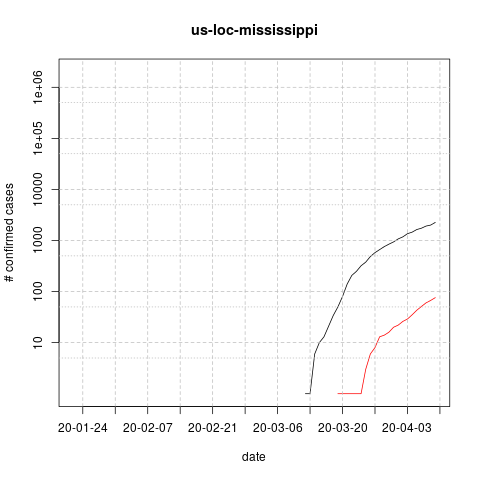 us-loc-mississippi
# confirmed cases
1e+06
1e+05
10000
1000
100
10
20-01-24
20-02-07
20-02-21
20-03-06
20-03-20
20-04-03
date